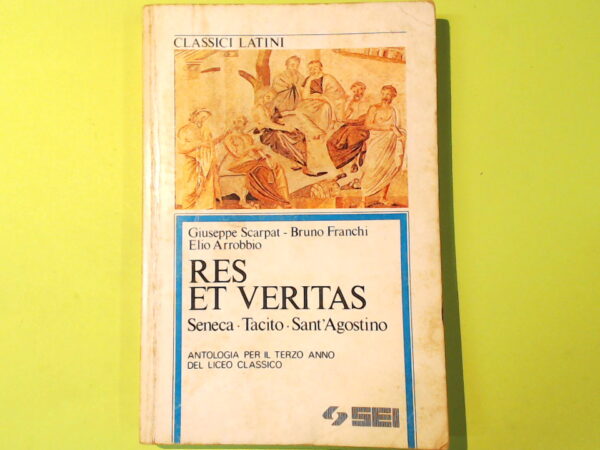 CLASSICI LATINI
Giuseppe Scarpat - Bruno Franchi
Elio Arrobbio
RES
ET VERITAS
Seneca · Tacito · Sant'Agostino
ANTOLOGIA PER IL TERZO ANNO
DEL LICEO CLASSICO
SEI